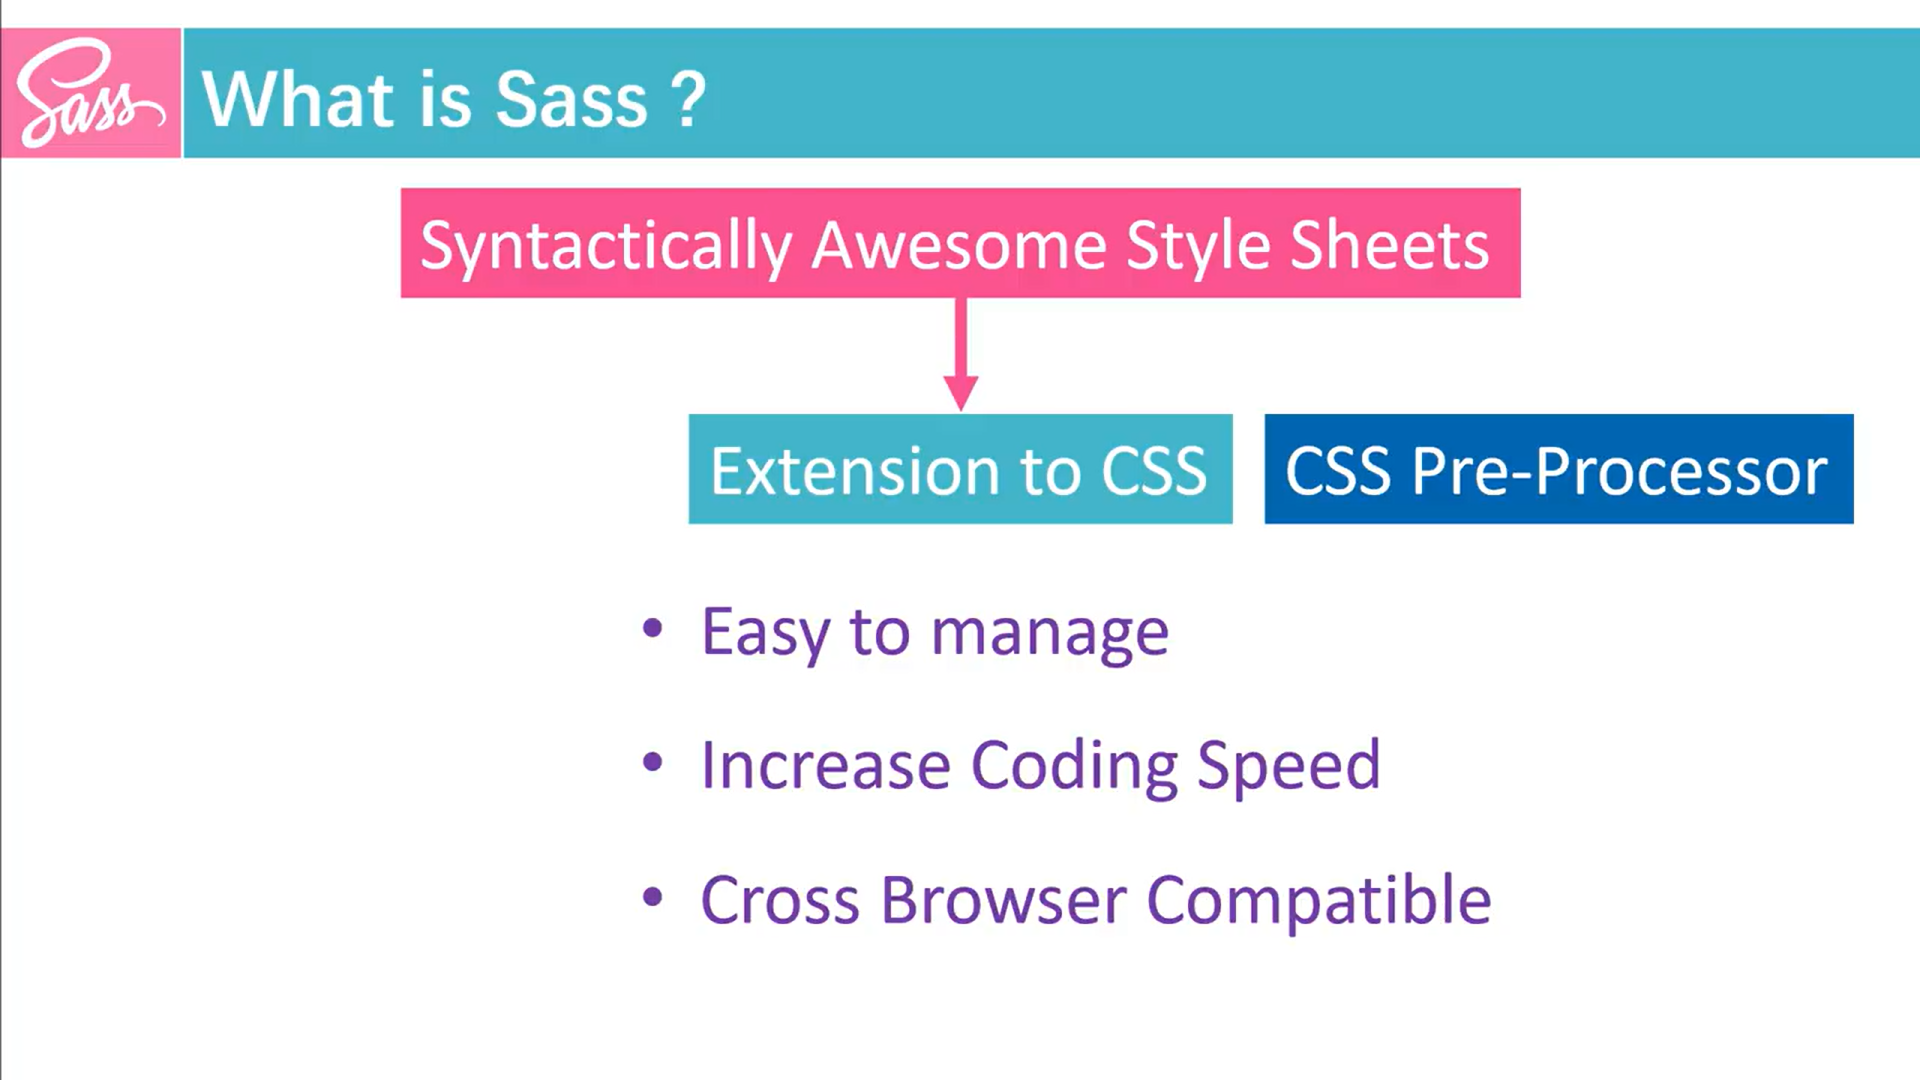 Sass
What is Sass ?
Syntactically Awesome Style Sheets
Extension to CSS
CSS Pre-Processor
• Easy to manage
• Increase Coding Speed
• Cross Browser Compatible